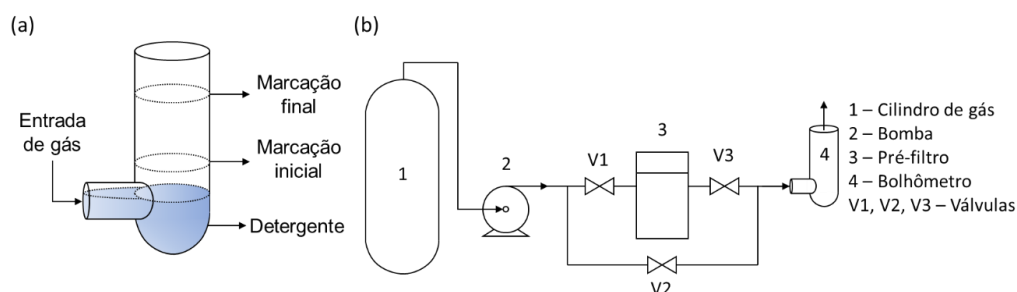 (a)
Marcação
final
Entrada
de gás
Marcação
inicial
Detergente
(b)
1
2
V1
3
V3
V2
4
1 – Cilindro de gás
2 – Bomba
3 – Pré-filtro
4 – Bolhômetro
V1, V2, V3 – Válvulas